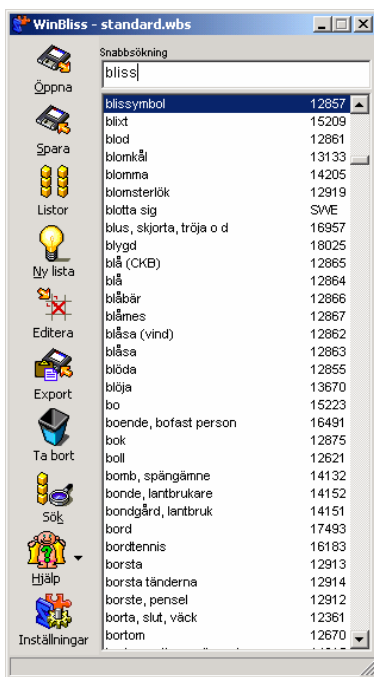 WinBliss - standard.wbs
Öppna
Spara
Listor
Ny lista
Editera
Export
Ta bort
Sök
Hjälp
Inställningar
Snabbsökning
bliss
blissymbol 12857
blixt 15209
blod 12861
blomkål 13133
blomma 14205
blomsterlök 12919
blotta sig SWE
blus, skjorta, tröja o d 16957
blygd 18025
blå (CKB) 12865
blå 12864
blåbär 12866
blåmes 12867
blåsa (vind) 12862
blåsa 12863
blöda 12855
blöja 13670
bo 15223
boende, bofast person 16491
bok 12875
boll 12621
bomb, spängämne 14132
bonde, lantbrukare 14152
bondgård, lantbruk 14151
bord 17493
bordtennis 16183
borsta 12913
borsta tänderna 12914
borste, pensel 12912
borta, slut, väck 12361
bortom 12670